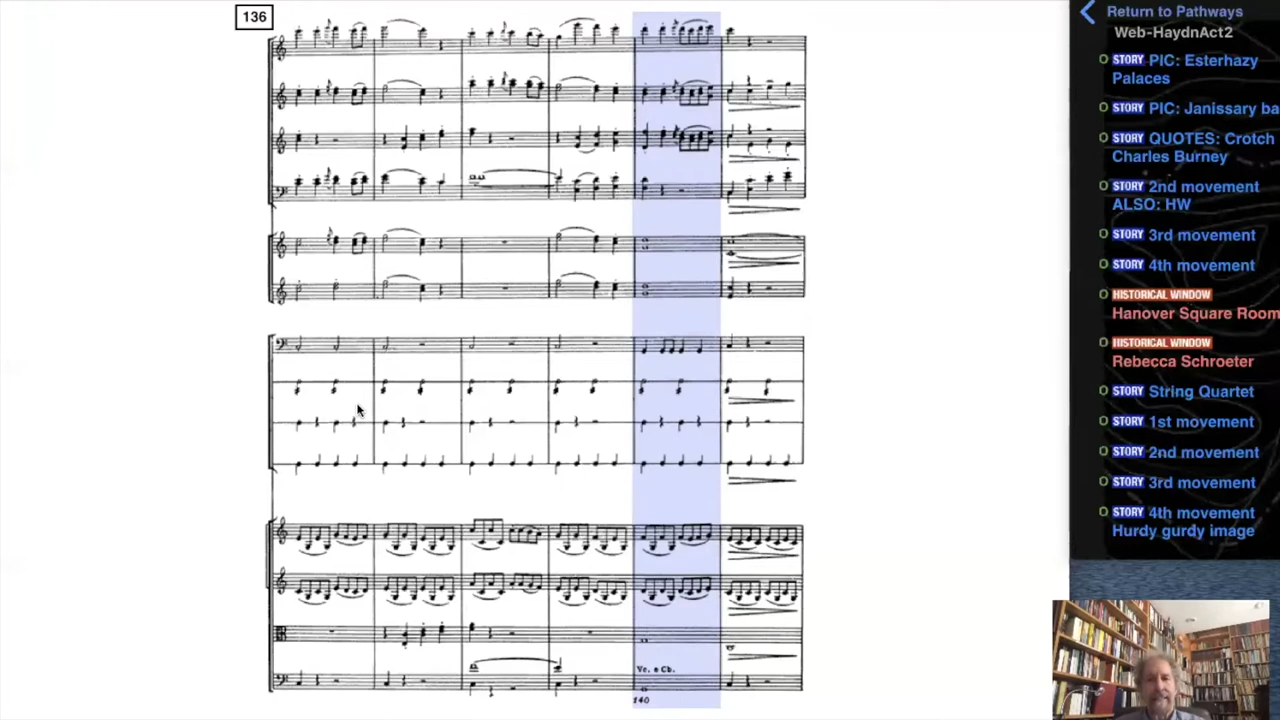 136
Vc. e Cb.
140
Return to Pathways
Web-HaydnAct2
STORY PIC: Esterhazy
Palaces
STORY PIC: Janissary ba
STORY QUOTES: Crotch
Charles Burney
STORY 2nd movement
ALSO: HW
STORY 3rd movement
STORY 4th movement
HISTORICAL WINDOW
Hanover Square Room
HISTORICAL WINDOW
Rebecca Schroeter
STORY String Quartet
STORY 1st movement
STORY 2nd movement
STORY 3rd movement
STORY 4th movement
Hurdy gurdy image